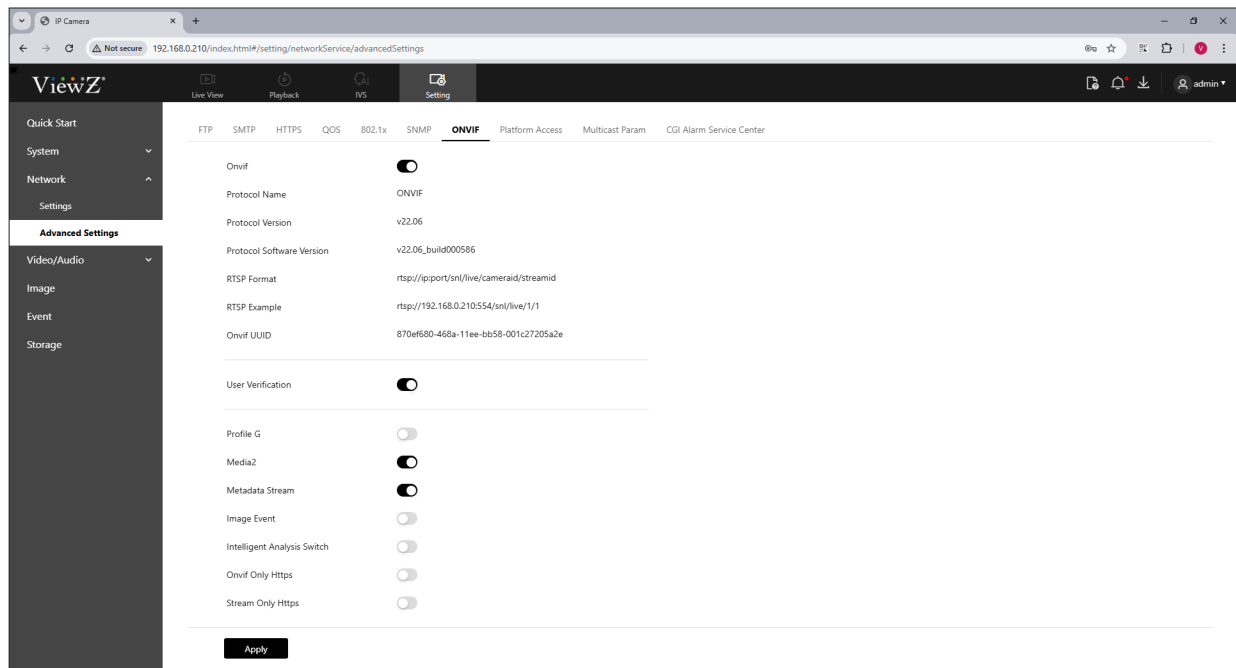 IP Camera
Not secure 192.168.0.210/index.html#/setting/networkService/advancedSettings
V
ViewZ
Live View Playback IVS Setting
admin
Quick Start
System
Network
Settings
Advanced Settings
Video/Audio
Image
Event
Storage
FTP SMTP HTTPS QOS 802.1x SNMP ONVIF Platform Access Multicast Param CGI Alarm Service Center
Onvif
Protocol Name ONVIF
Protocol Version v22.06
Protocol Software Version v22.06_build000586
RTSP Format rtsp://ip:port/snl/live/cameraid/streamid
RTSP Example rtsp://192.168.0.210:554/snl/live/1/1
Onvif UUID 870ef680-468a-11ee-bb58-001c27205a2e
User Verification
Profile G
Media2
Metadata Stream
Image Event
Intelligent Analysis Switch
Onvif Only Https
Stream Only Https
Apply